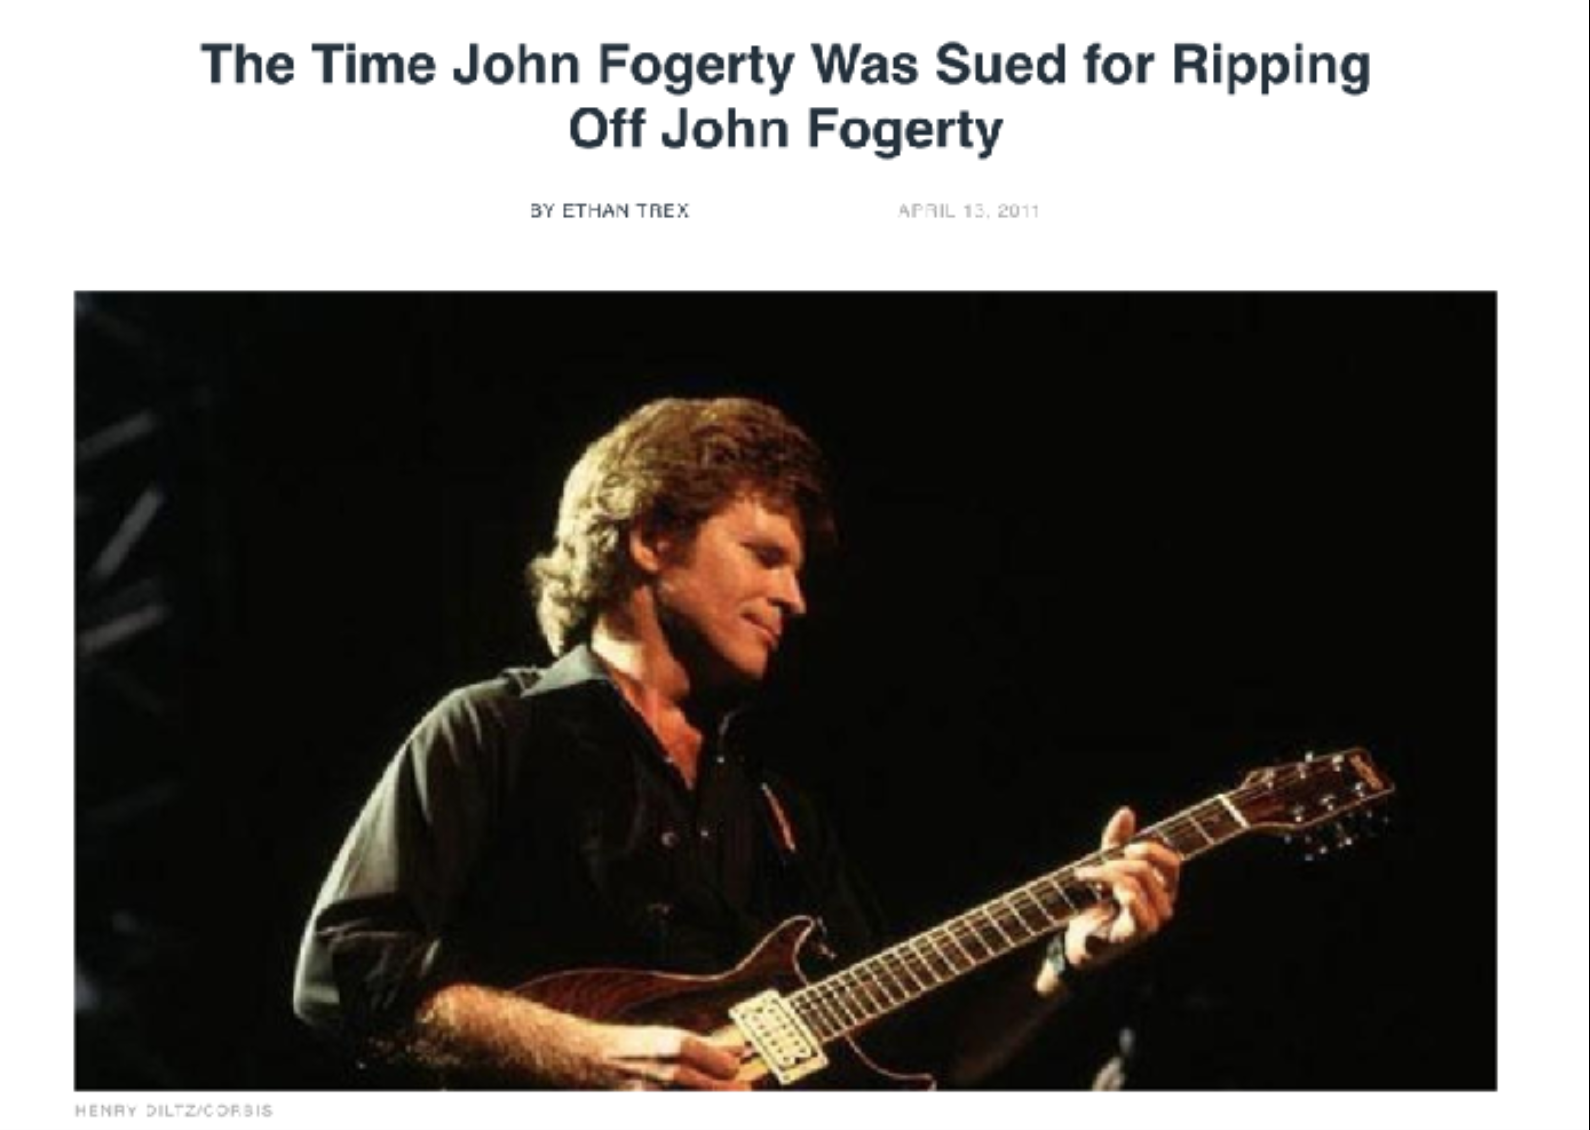 The Time John Fogerty Was Sued for Ripping
Off John Fogerty
BY ETHAN TREX
APRIL 13, 2011
HENRY DILTZ/CORBIS